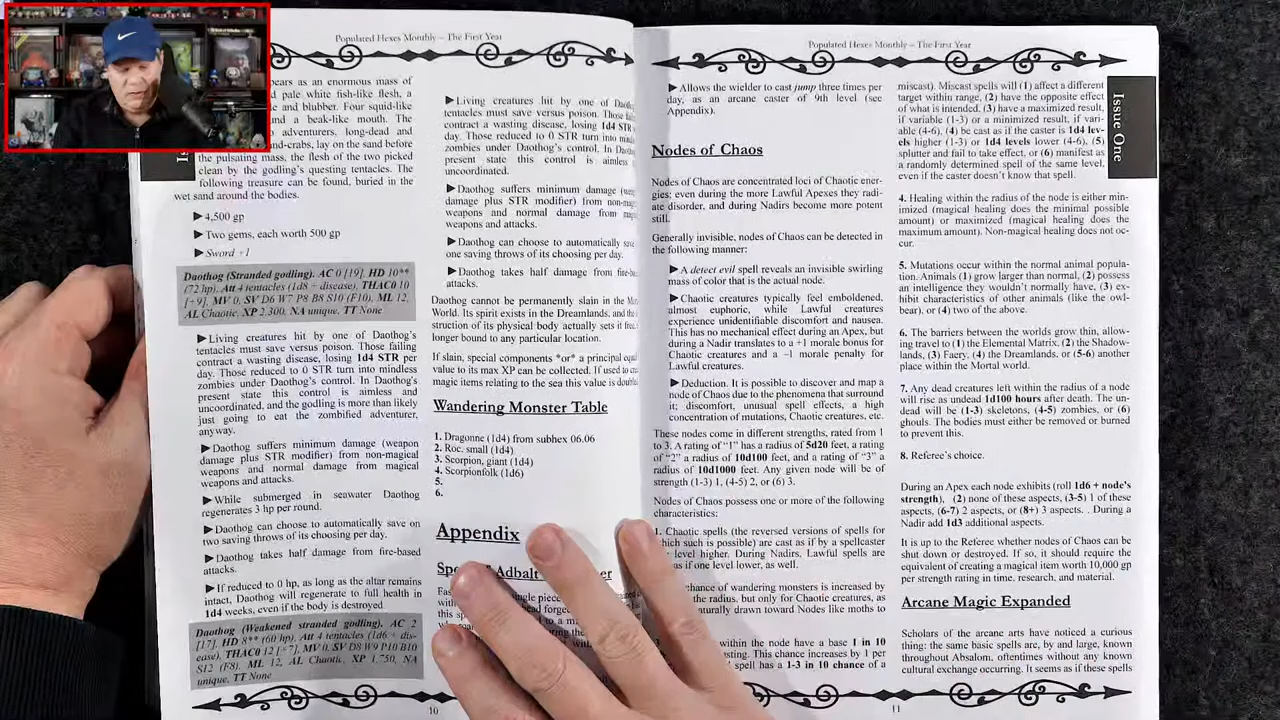 Populated Hexes Monthly – The First Year
pears as an enormous mass of
pale white fish-like flesh, a
e and blubber. Four squid-like
and a beak-like mouth. The
o adventurers, long-dead and
and-crabs, lay on the sand before
the pulsating mass, the flesh of the two picked
clean by the godling's questing tentacles. The
following treasure can be found, buried in the
wet sand around the bodies.
►4,500 gp
►Two gems, each worth 500 gp
►Sword +1
Daothog (Stranded godling). AC 0 [19], HD 10**
(72 hp), Att 4 tentacles (1d8 + disease), THAC0 10
[+9], MV 0, SV D6 W7 P8 B8 S10 (F10), ML 12,
AL Chaotic, XP 2,300, NA unique, TT None
►Living creatures hit by one of Daothog's
tentacles must save versus poison. Those failing
contract a wasting disease, losing 1d4 STR per
day. Those reduced to 0 STR turn into mindless
zombies under Daothog's control. In Daothog's
present state this control is aimless and
uncoordinated, and the godling is more than likely
just going to eat the zombified adventurer,
anyway.
►Daothog suffers minimum damage (weapon
damage plus STR modifier) from non-magical
weapons and normal damage from magical
weapons and attacks.
►While submerged in seawater Daothog
regenerates 3 hp per round.
►Daothog can choose to automatically save on
two saving throws of its choosing per day.
►Daothog takes half damage from fire-based
attacks.
►If reduced to 0 hp, as long as the altar remains
intact, Daothog will regenerate to full health in
1d4 weeks, even if the body is destroyed
Daothog (Weakened stranded godling). AC 2
[17], HD 8** (60 hp), Att 4 tentacles (1d6 + dis-
ease), THAC0 12 [+7], MV 0, SV D8 W9 P10 B10
S12 (F8), ML 12, AL Chaotic, XP 1,750, NA
unique, TT None
►Living creatures hit by one of Daothog
tentacles must save versus poison. Those fai
contract a wasting disease, losing 1d4 STR
day. Those reduced to 0 STR turn into mind
zombies under Daothog's control. In Daoth
present state this control is aimless
uncoordinated.
►Daothog suffers minimum damage (wea
damage plus STR modifier) from non-mag
weapons and normal damage from mag
weapons and attacks.
►Daothog can choose to automatically save
one saving throws of its choosing per day.
►Daothog takes half damage from fire-ba
attacks.
Daothog cannot be permanently slain in the Mor
World. Its spirit exists in the Dreamlands, and the
struction of its physical body actually sets it free,
longer bound to any particular location.
If slain, special components *or* a principal equa
value to its max XP can be collected. If used to cre
magic items relating to the sea this value is double
Wandering Monster Table
1. Dragonne (1d4) from subhex 06.06
2. Roc, small (1d4)
3. Scorpion, giant (1d4)
4. Scorpionfolk (1d6)
5.
6.
Appendix
Adbalt
10
Populated Hexes Monthly – The First Year
►Allows the wielder to cast jump three times per
day, as an arcane caster of 9th level (see
Appendix).
Nodes of Chaos
Nodes of Chaos are concentrated loci of Chaotic ener-
gies; even during the more Lawful Apexes they radi-
ate disorder, and during Nadirs become more potent
still.
Generally invisible, nodes of Chaos can be detected in
the following manner:
►A detect evil spell reveals an invisible swirling
mass of color that is the actual node.
►Chaotic creatures typically feel emboldened,
almost euphoric, while Lawful creatures
experience unidentifiable discomfort and nausea.
This has no mechanical effect during an Apex, but
during a Nadir translates to a +1 morale bonus for
Chaotic creatures and a −1 morale penalty for
Lawful creatures.
►Deduction. It is possible to discover and map a
node of Chaos due to the phenomena that surround
it; discomfort, unusual spell effects, a high
concentration of mutations, Chaotic creatures, etc.
These nodes come in different strengths, rated from 1
to 3. A rating of "1" has a radius of 5d20 feet, a rating
of "2" a radius of 10d100 feet, and a rating of "3" a
radius of 10d1000 feet. Any given node will be of
strength (1-3) 1, (4-5) 2, or (6) 3.
Nodes of Chaos possess one or more of the following
characteristics:
1. Chaotic spells (the reversed versions of spells for
which such is possible) are cast as if by a spellcaster
level higher. During Nadirs, Lawful spells are
as if one level lower, as well.
chance of wandering monsters is increased by
the radius, but only for Chaotic creatures, as
naturally drawn toward Nodes like moths to
3 within the node have a base 1 in 10
sting. This chance increases by 1 per
d spell has a 1-3 in 10 chance of a
miscast). Miscast spells will (1) affect a different
target within range, (2) have the opposite effect
of what is intended, (3) have a maximized result,
if variable (1-3) or a minimized result, if vari-
able (4-6), (4) be cast as if the caster is 1d4 lev-
els higher (1-3) or 1d4 levels lower (4-6), (5)
splutter and fail to take effect, or (6) manifest as
a randomly determined spell of the same level,
even if the caster doesn't know that spell.
4. Healing within the radius of the node is either min-
imized (magical healing does the minimal possible
amount) or maximized (magical healing does the
maximum amount). Non-magical healing does not oc-
cur.
5. Mutations occur within the normal animal popula-
tion. Animals (1) grow larger than normal, (2) possess
an intelligence they wouldn't normally have, (3) ex-
hibit characteristics of other animals (like the owl-
bear), or (4) two of the above.
6. The barriers between the worlds grow thin, allow-
ing travel to (1) the Elemental Matrix, (2) the Shadow-
lands, (3) Faery, (4) the Dreamlands, or (5-6) another
place within the Mortal world.
7. Any dead creatures left within the radius of a node
will rise as undead 1d100 hours after death. The un-
dead will be (1-3) skeletons, (4-5) zombies, or (6)
ghouls. The bodies must either be removed or burned
to prevent this.
8. Referee's choice.
During an Apex each node exhibits (roll 1d6 + node's
strength), (2) none of these aspects, (3-5) 1 of these
aspects, (6-7) 2 aspects, or (8+) 3 aspects. . During a
Nadir add 1d3 additional aspects.
It is up to the Referee whether nodes of Chaos can be
shut down or destroyed. If so, it should require the
equivalent of creating a magical item worth 10,000 gp
per strength rating in time, research, and material.
Arcane Magic Expanded
Scholars of the arcane arts have noticed a curious
thing: the same basic spells are, by and large, known
throughout Absalom, oftentimes without any known
cultural exchange occurring. It seems as if these spells
Issue One
11